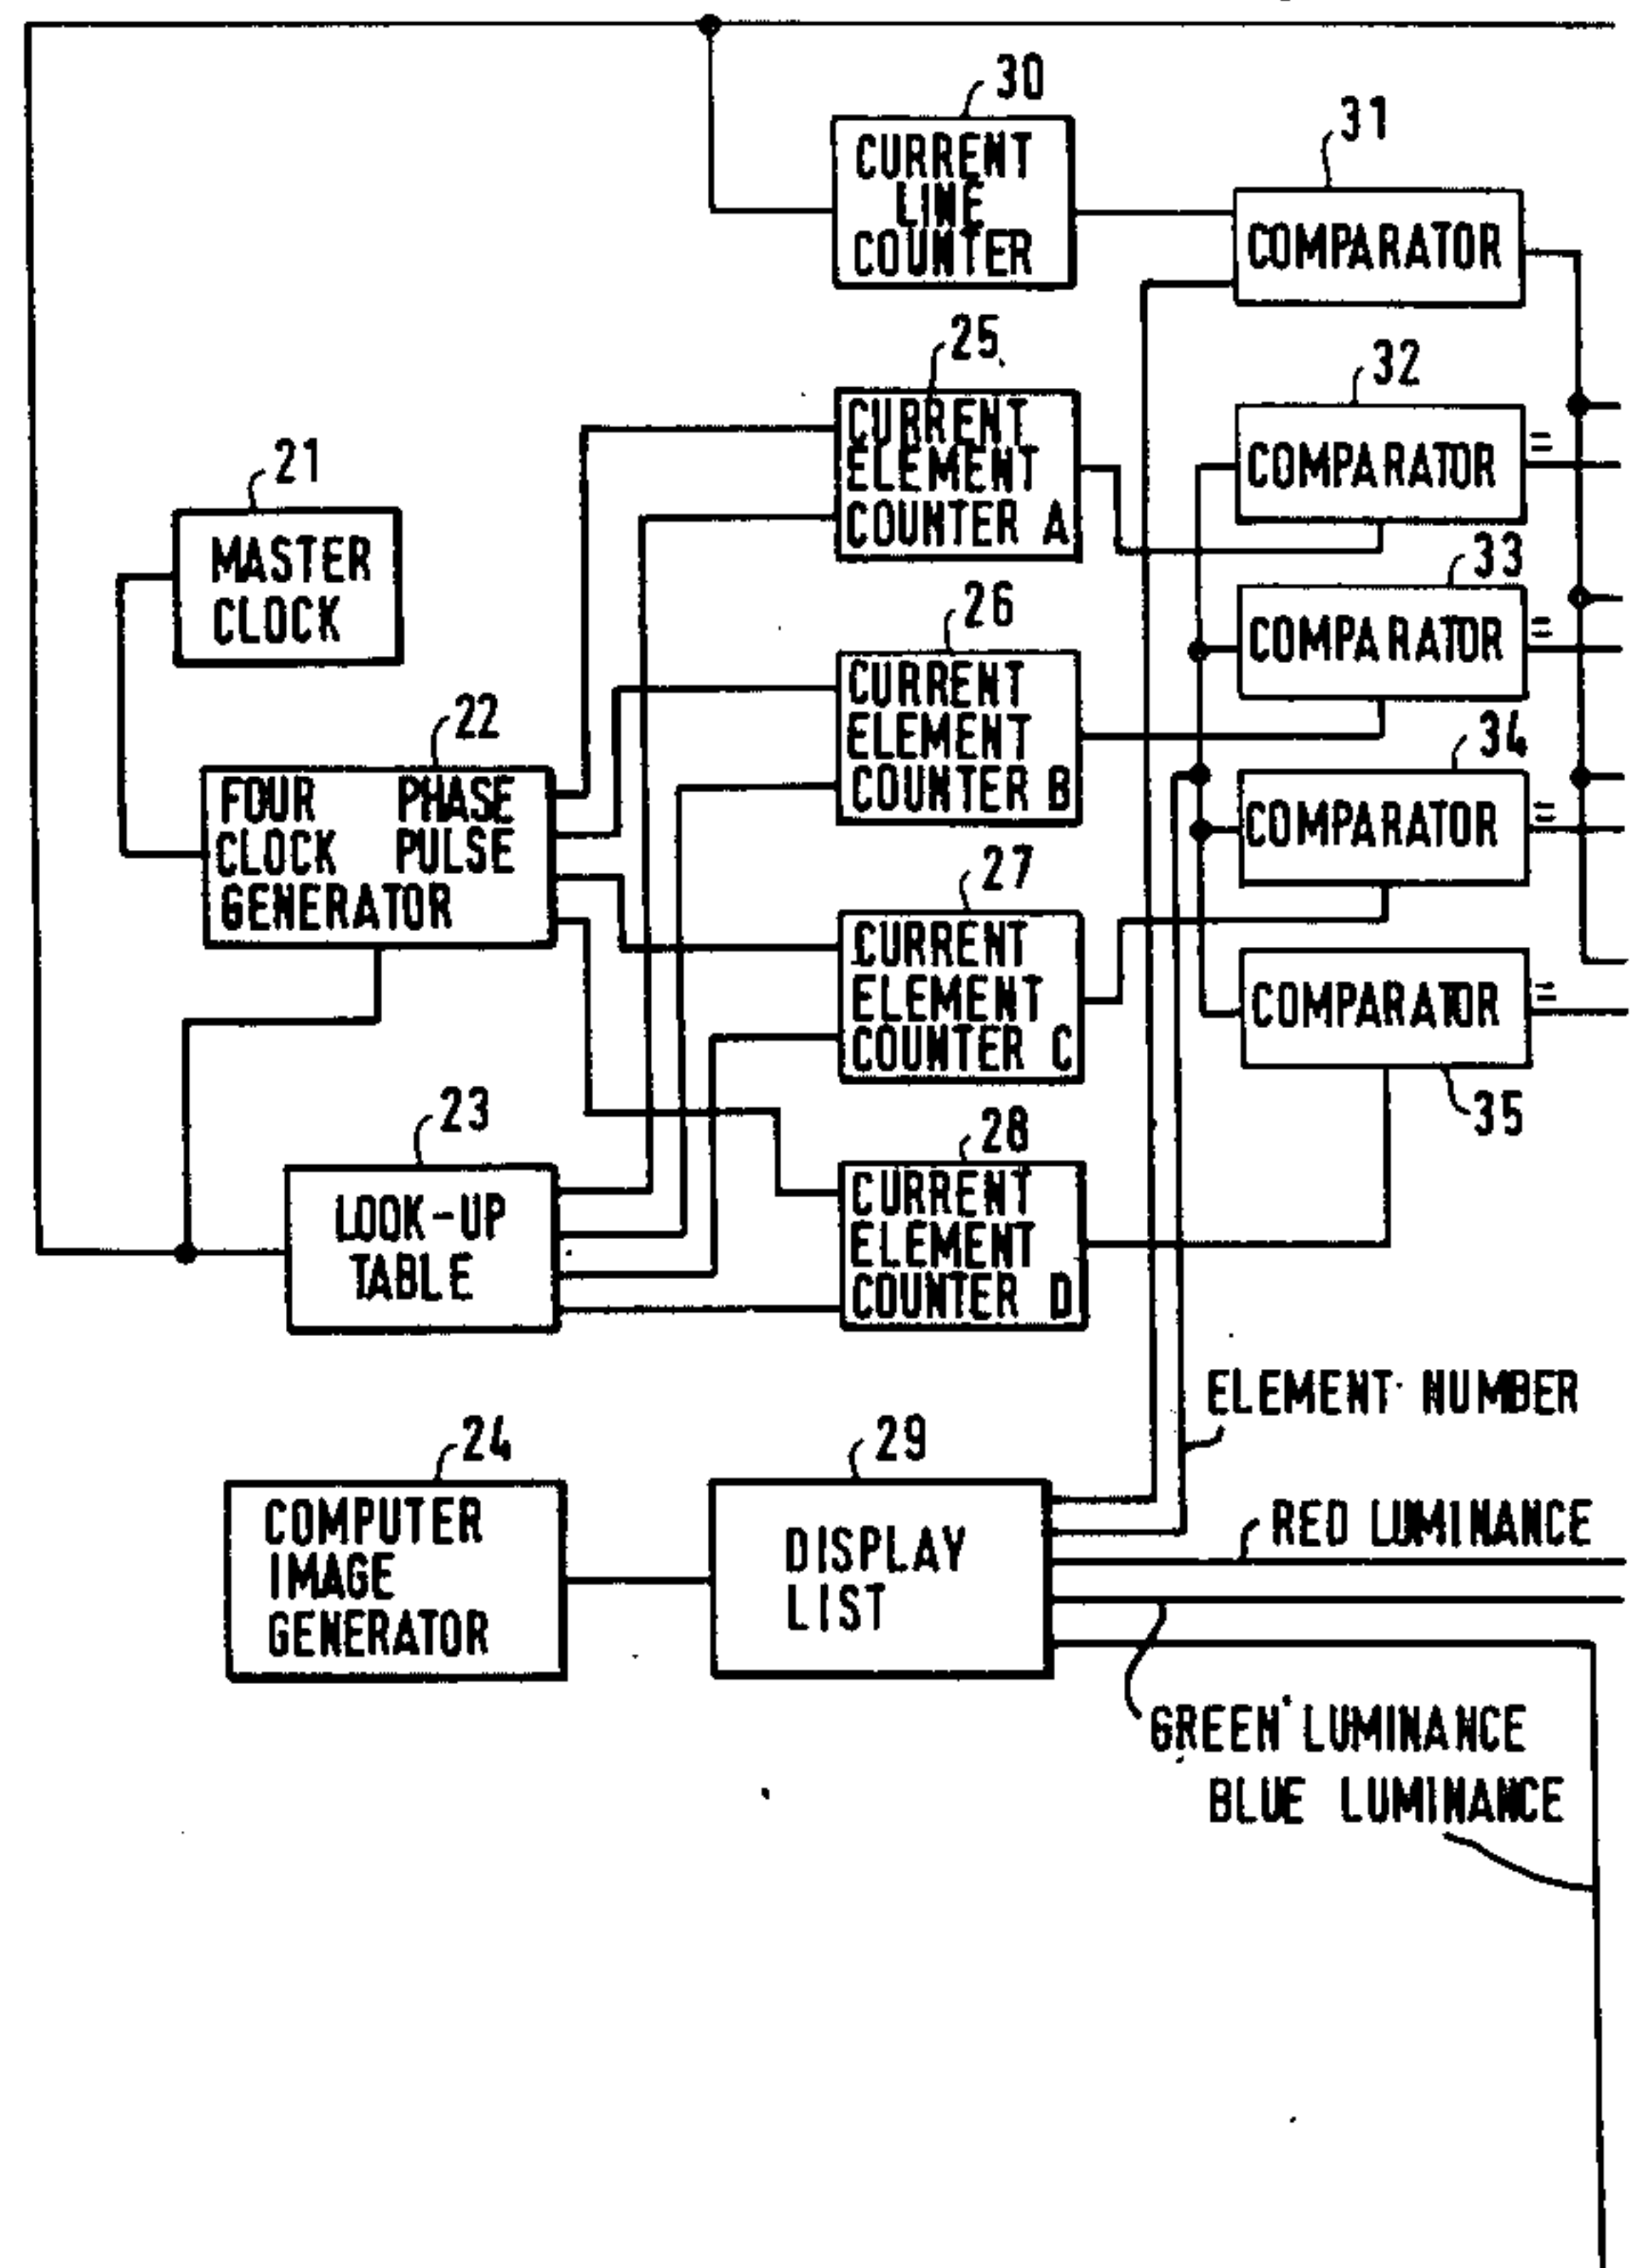 30
CURRENT
LINE
COUNTER
31
COMPARATOR
25
CURRENT
ELEMENT
COUNTER A
32
COMPARATOR =
21
MASTER
CLOCK
33
COMPARATOR =
26
CURRENT
ELEMENT
COUNTER B
22
FOUR PHASE
CLOCK PULSE
GENERATOR
34
COMPARATOR =
27
CURRENT
ELEMENT
COUNTER C
COMPARATOR =
35
23
LOOK-UP
TABLE
28
CURRENT
ELEMENT
COUNTER D
ELEMENT NUMBER
24
COMPUTER
IMAGE
GENERATOR
29
DISPLAY
LIST
RED LUMINANCE
GREEN LUMINANCE
BLUE LUMINANCE